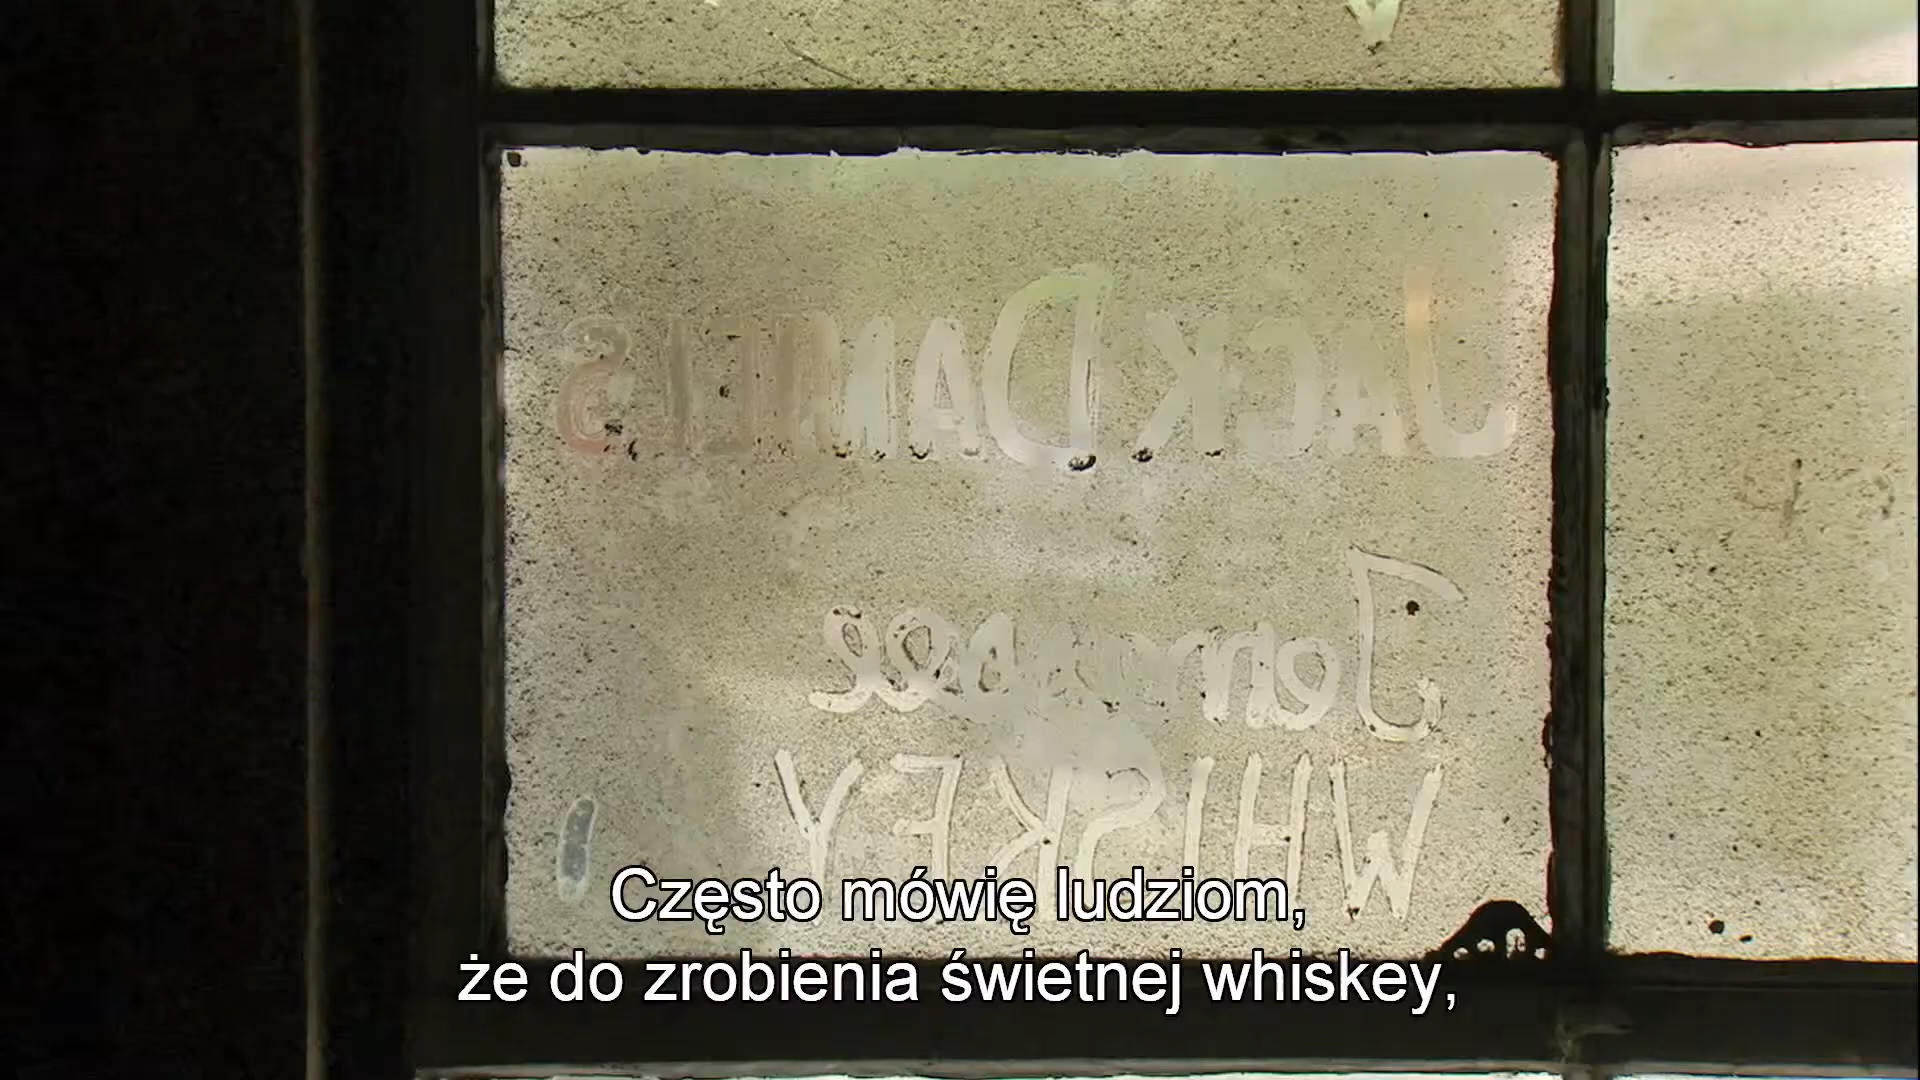 Jack Daniels
Tennessee
WHISKEY
Często mówię ludziom,
że do zrobienia świetnej whiskey,